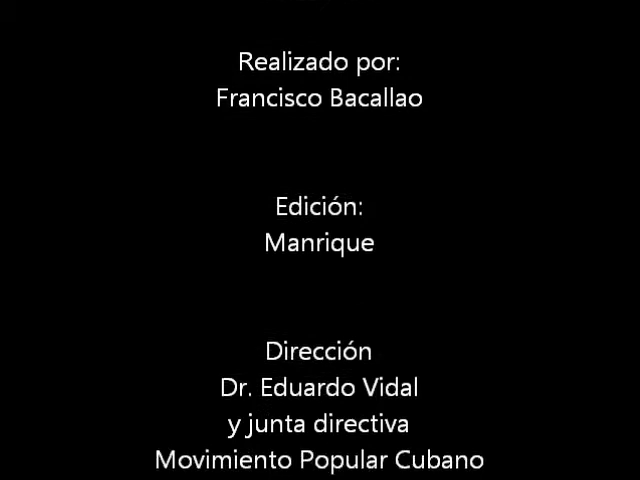 Realizado por:
Francisco Bacallao
Edición:
Manrique
Dirección
Dr. Eduardo Vidal
y junta directiva
Movimiento Popular Cubano